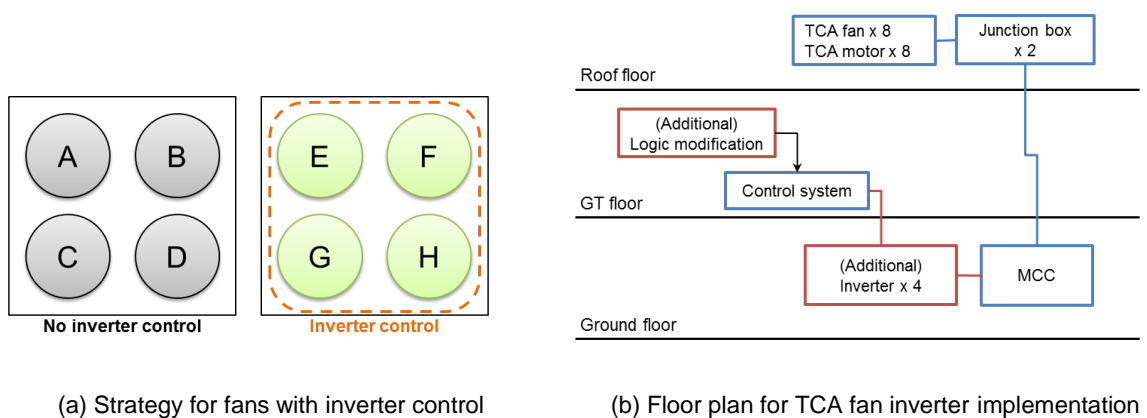 A
B
C
D
No inverter control
E
F
G
H
Inverter control
(a) Strategy for fans with inverter control
TCA fan x 8
TCA motor x 8
Junction box
x 2
Roof floor
(Additional)
Logic modification
Control system
GT floor
(Additional)
Inverter x 4
MCC
Ground floor
(b) Floor plan for TCA fan inverter implementation